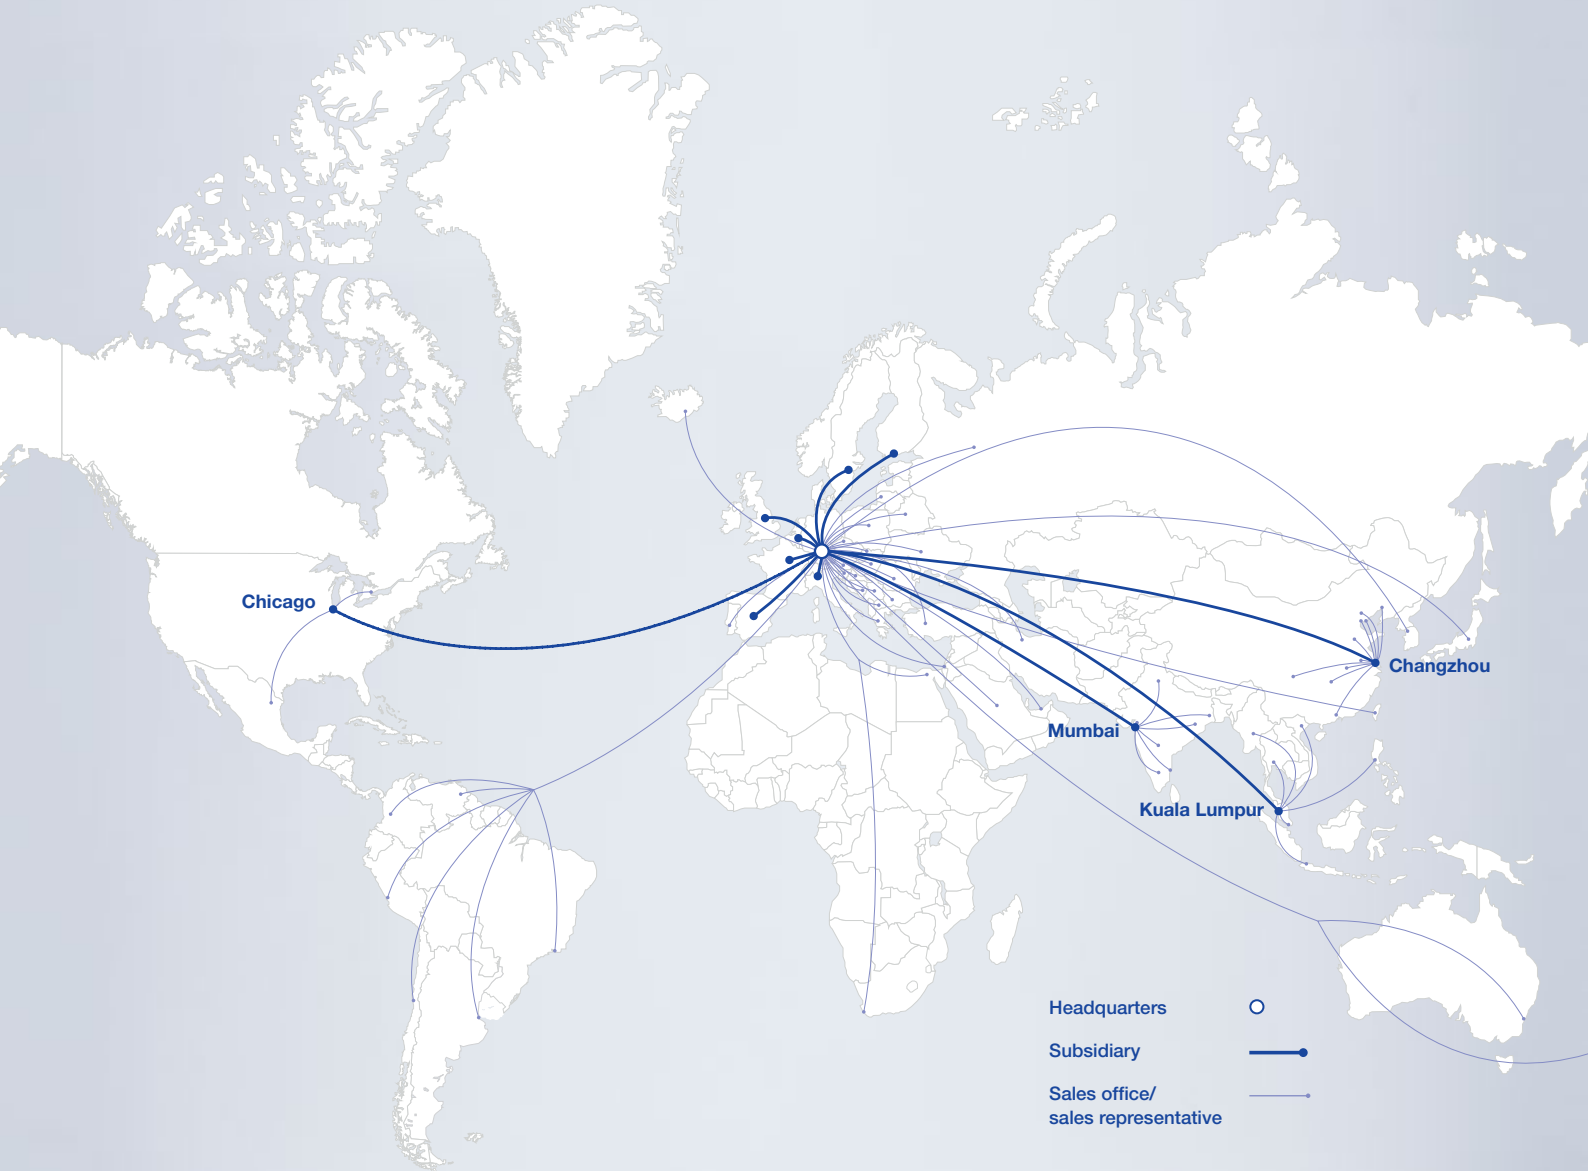 Chicago
Changzhou
Mumbai
Kuala Lumpur
Headquarters
Subsidiary
Sales office/
sales representative